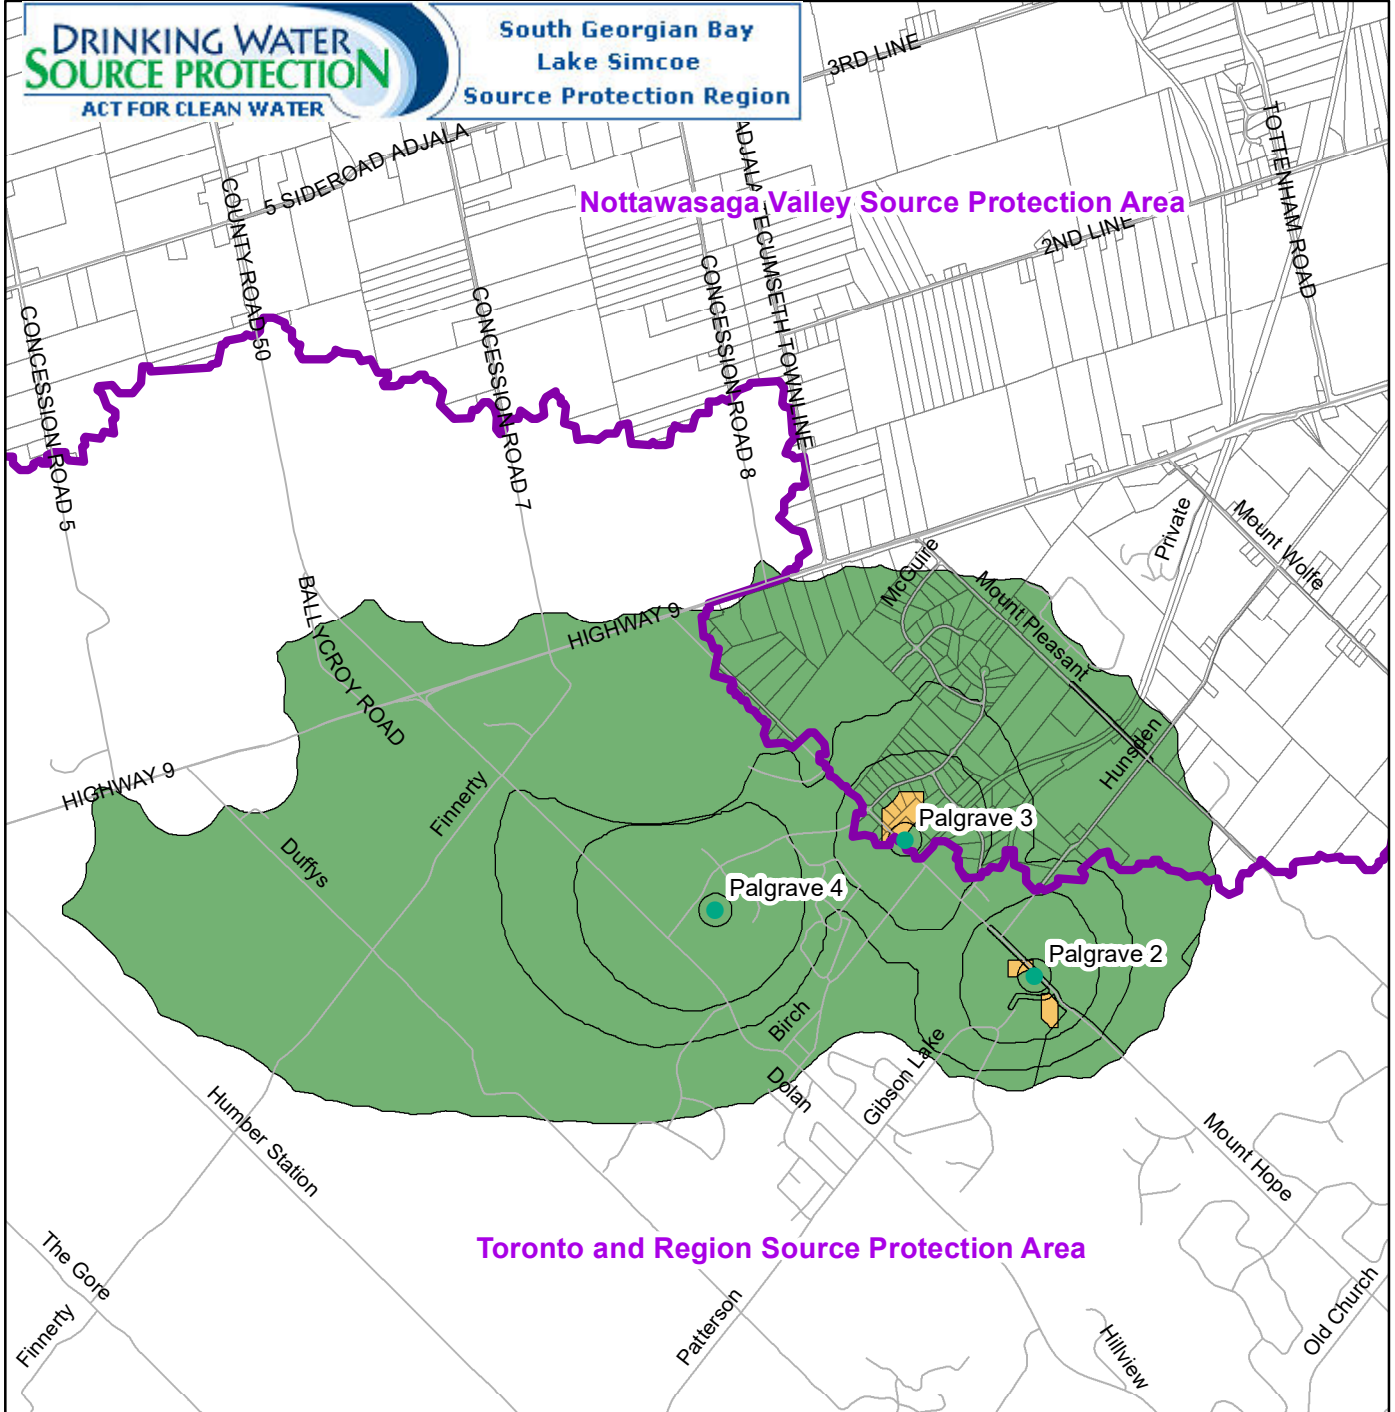 DRINKING WATER
SOURCE PROTECTION
ACT FOR CLEAN WATER
South Georgian Bay
Lake Simcoe
Source Protection Region
3RD LINE
TOTTENHAM ROAD
5 SIDEROAD ADJALA
ADJALA TECUMSETH TOWNLINE
COUNTY ROAD 50
Nottawasaga Valley Source Protection Area
2ND LINE
CONCESSION ROAD 5
CONCESSION ROAD 7
CONCESSION ROAD 8
Private
Mount Wolfe
McGuire
Mount Pleasant
BALLYCROY ROAD
HIGHWAY 9
Hunsden
HIGHWAY 9
Finnerty
Duffys
Palgrave 3
Palgrave 4
Palgrave 2
Birch
Dolan
Gibson Lake
Humber Station
Mount Hope
Toronto and Region Source Protection Area
The Gore
Finnerty
Patterson
Hillview
Old Church